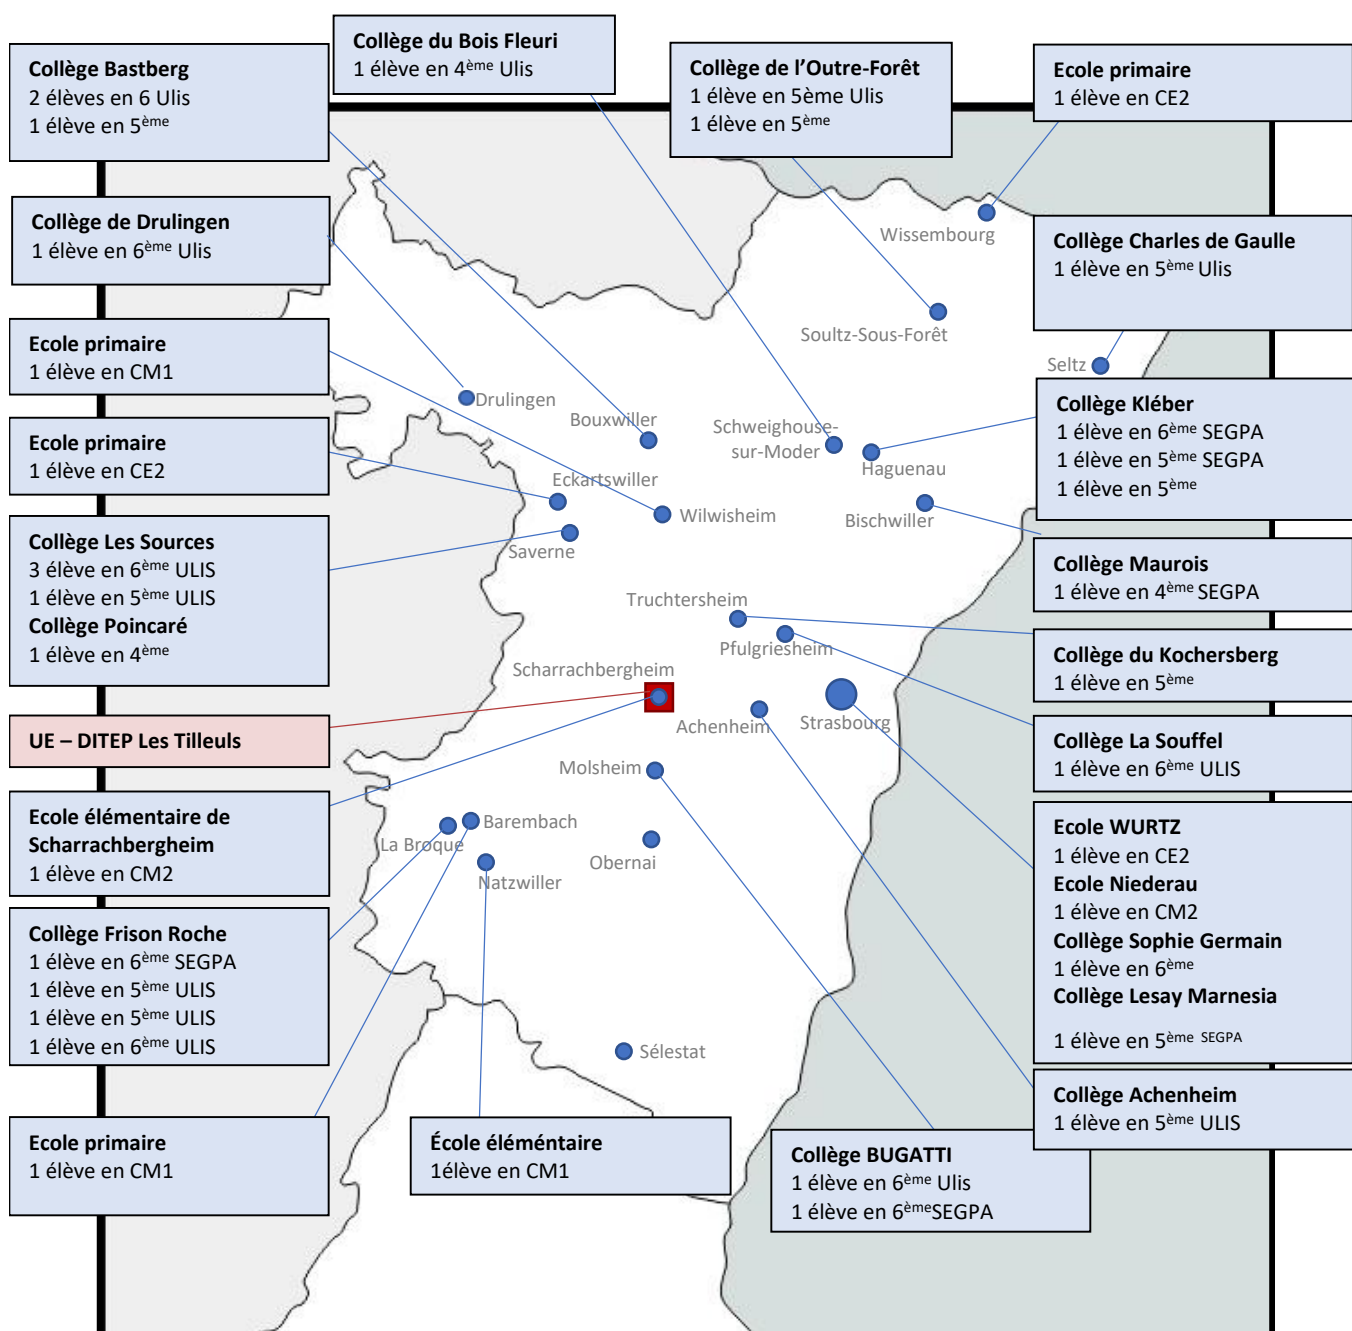 Collège Bastberg
2 élèves en 6 Ulis
1 élève en 5ème
Collège du Bois Fleuri
1 élève en 4ème Ulis
Collège de l'Outre-Forêt
1 élève en 5ème Ulis
1 élève en 5ème
Ecole primaire
1 élève en CE2
Collège de Drulingen
1 élève en 6ème Ulis
Wissembourg
Collège Charles de Gaulle
1 élève en 5ème Ulis
Soultz-Sous-Forêt
Seltz
Ecole primaire
1 élève en CM1
Drulingen
Bouxwiller
Schweighouse-
sur-Moder
Haguenau
Collège Kléber
1 élève en 6ème SEGPA
1 élève en 5ème SEGPA
1 élève en 5ème
Ecole primaire
1 élève en CE2
Eckartswiller
Wilwisheim
Bischwiller
Saverne
Collège Les Sources
3 élève en 6ème ULIS
1 élève en 5ème ULIS
Collège Poincaré
1 élève en 4ème
Collège Maurois
1 élève en 4ème SEGPA
Truchtersheim
Pfulgriesheim
Collège du Kochersberg
1 élève en 5ème
Scharrachbergheim
Achenheim
Strasbourg
UE – DITEP Les Tilleuls
Collège La Souffel
1 élève en 6ème ULIS
Molsheim
Ecole élémentaire de
Scharrachbergheim
1 élève en CM2
Barembach
La Broque
Natzwiller
Obernai
Ecole WURTZ
1 élève en CE2
Ecole Niederau
1 élève en CM2
Collège Sophie Germain
1 élève en 6ème
Collège Lesay Marnesia
1 élève en 5ème SEGPA
Collège Frison Roche
1 élève en 6ème SEGPA
1 élève en 5ème ULIS
1 élève en 5ème ULIS
1 élève en 6ème ULIS
Sélestat
Collège Achenheim
1 élève en 5ème ULIS
Ecole primaire
1 élève en CM1
École éléméntaire
1élève en CM1
Collège BUGATTI
1 élève en 6ème Ulis
1 élève en 6èmeSEGPA